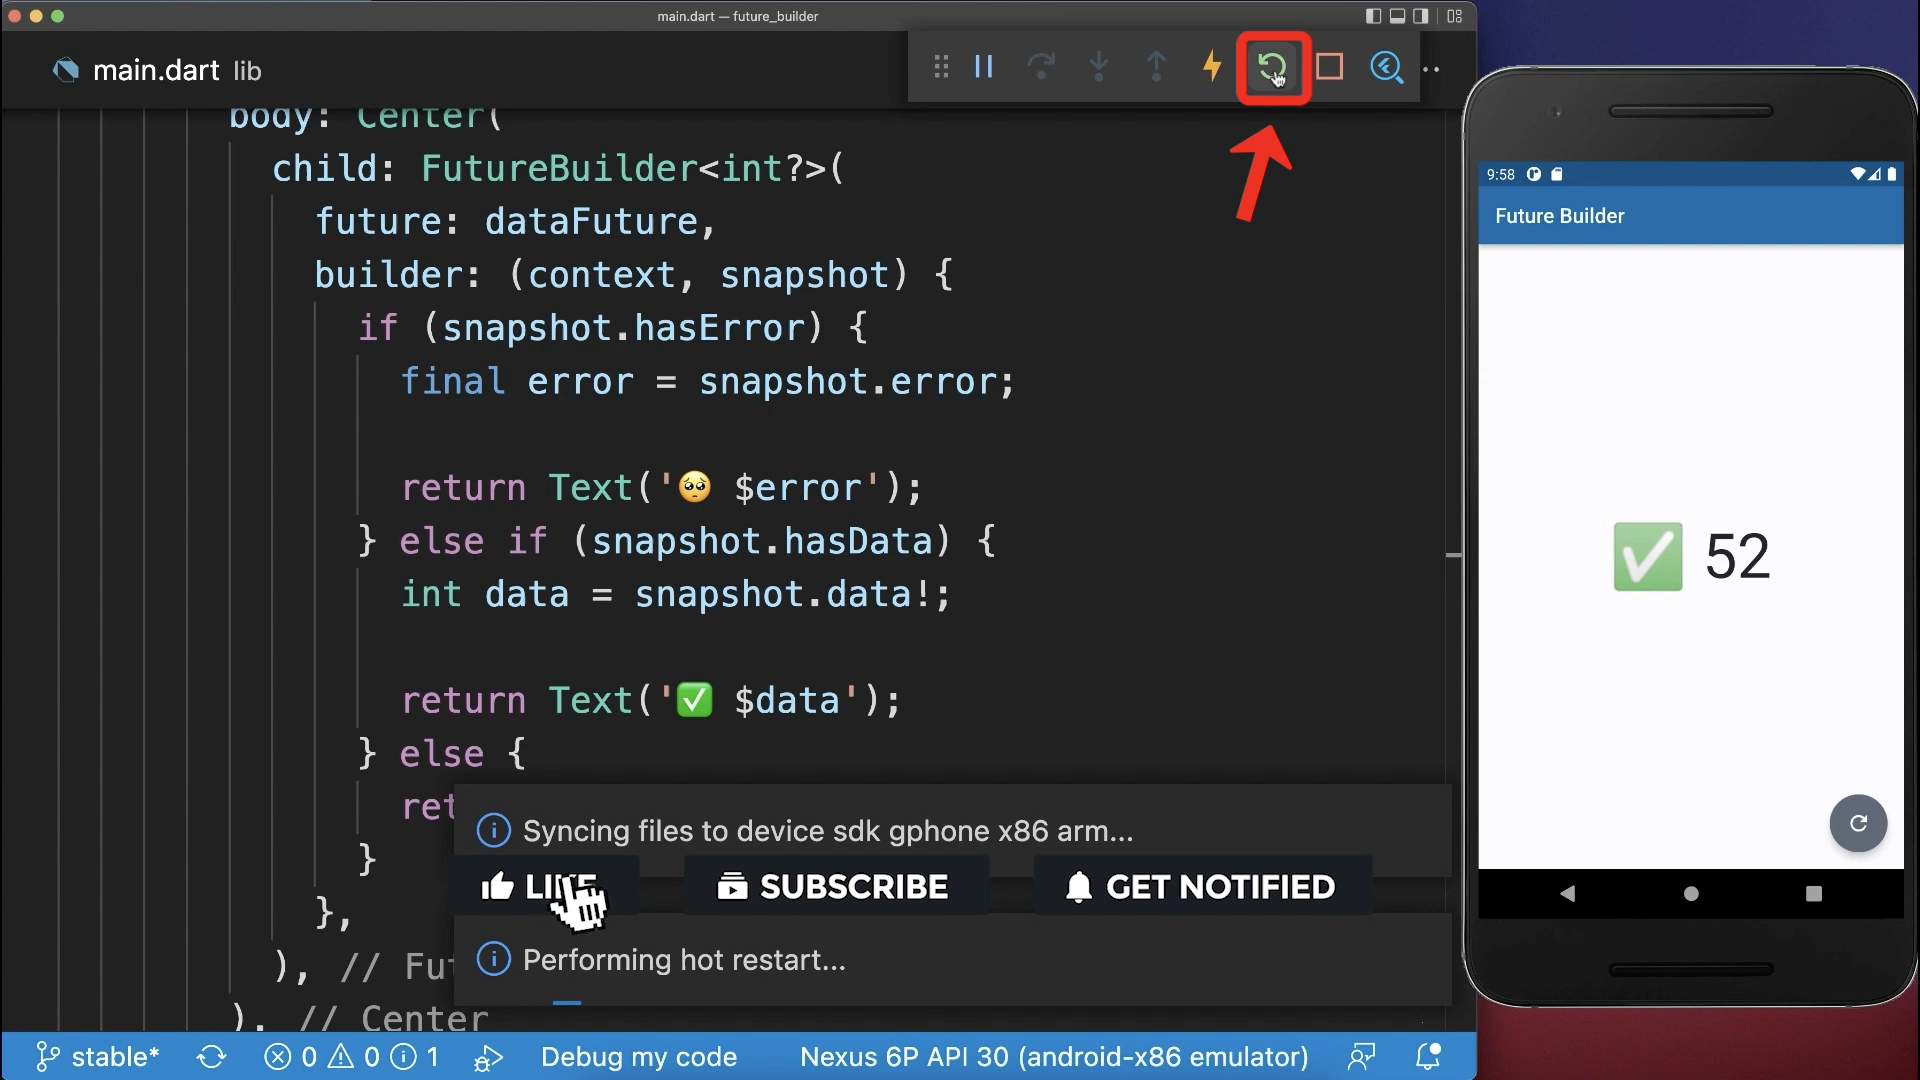 main.dart — future_builder
main.dart lib
body: Center(
child: FutureBuilder<int?>(
future: dataFuture,
builder: (context, snapshot) {
if (snapshot.hasError) {
final error = snapshot.error;
return Text('🥺 $error');
} else if (snapshot.hasData) {
int data = snapshot.data!;
return Text('✅ $data');
} else {
ret
}
},
), // Fu
), // Center
Syncing files to device sdk gphone x86 arm...
LIKE
SUBSCRIBE
GET NOTIFIED
Performing hot restart...
stable* 0 0 1 Debug my code Nexus 6P API 30 (android-x86 emulator)
9:58
Future Builder
✅ 52